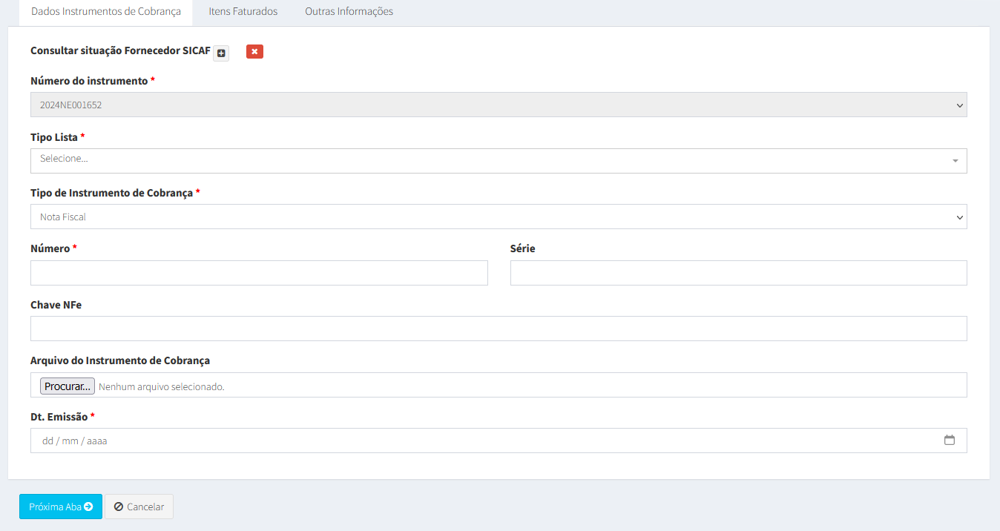 Dados Instrumentos de Cobrança Itens Faturados Outras Informações
Consultar situação Fornecedor SICAF
Número do instrumento *
2024NE001652
Tipo Lista *
Selecione...
Tipo de Instrumento de Cobrança *
Nota Fiscal
Número * Série
Chave NFe
Arquivo do Instrumento de Cobrança
Procurar... Nenhum arquivo selecionado.
Dt. Emissão *
dd / mm / aaaa
Próxima Aba Cancelar